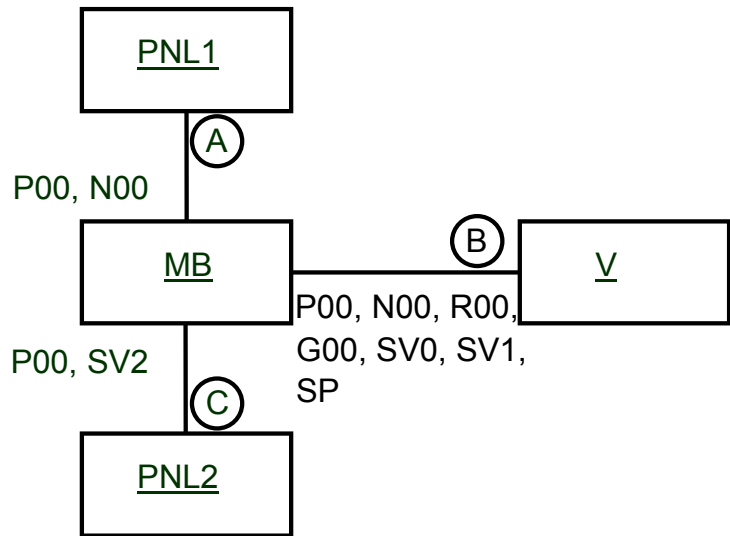 PNL1
A
P00, N00
B
MB
V
P00, N00, R00,
G00, SV0, SV1,
SP
P00, SV2
C
PNL2